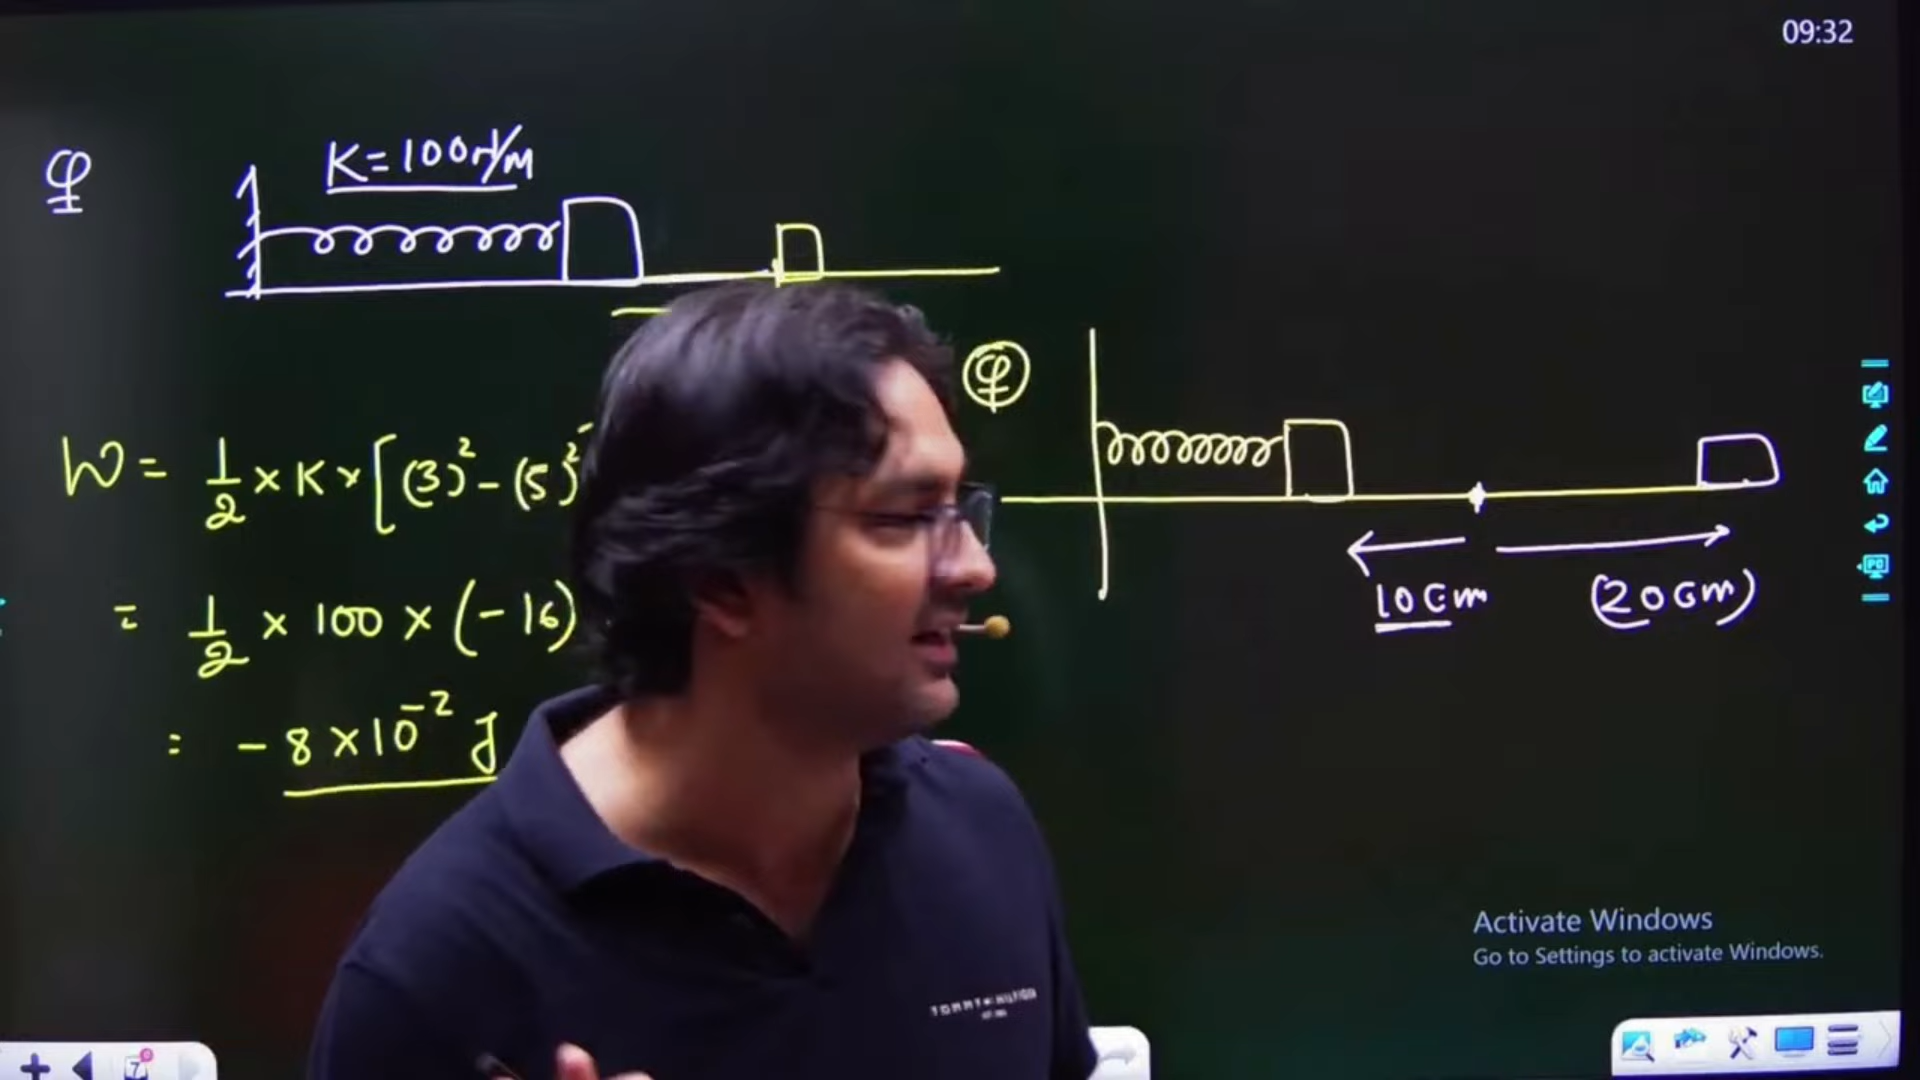 09:32
Q
K=100N/M
W = 1/2 × K × [(3)² - (5)²
= 1/2 × 100 × (-16)
= - 8 × 10⁻² J
Q
10cm
(20cm)
TOMMY HILFIGER
Activate Windows
Go to Settings to activate Windows.